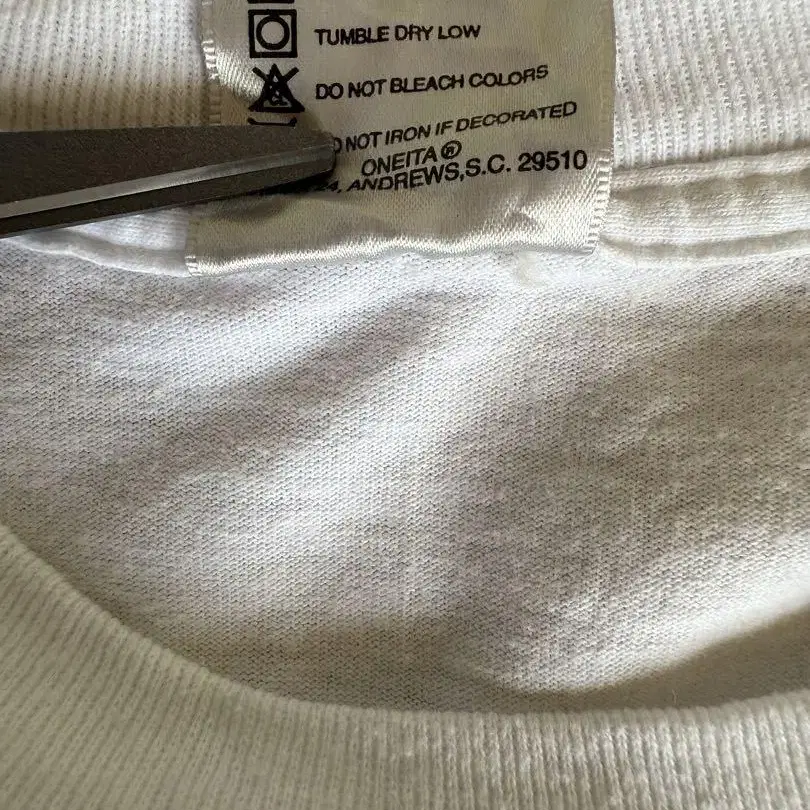 TUMBLE DRY LOW
DO NOT BLEACH COLORS
NOT IRON IF DECORATED
ONEITA®
ANDREWS, S.C. 29510